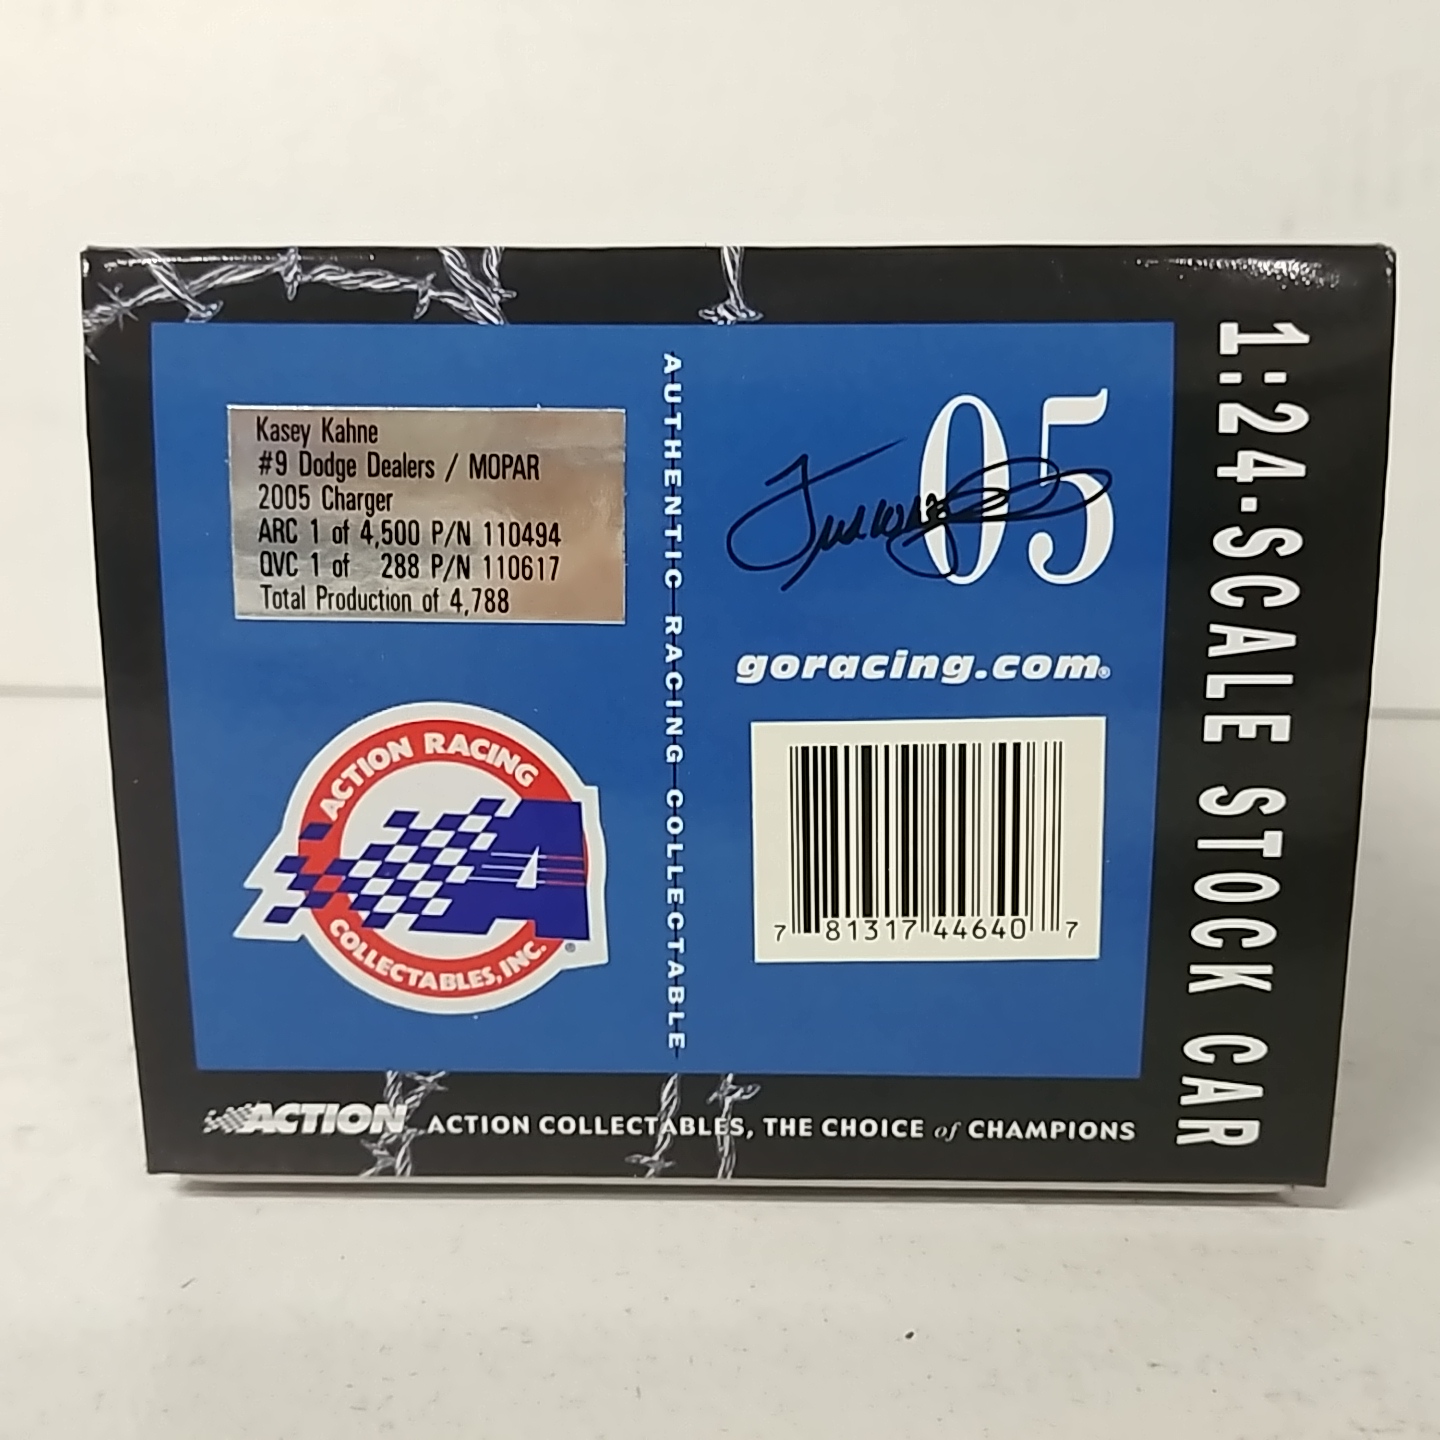 Kasey Kahne
#9 Dodge Dealers / MOPAR
2005 Charger
ARC 1 of 4,500 P/N 110494
QVC 1 of 288 P/N 110617
Total Production of 4,788
AUTHENTIC RACING COLLECTABLE
05
goracing.com®
7 81317 44640 7
ACTION RACING
COLLECTABLES, INC. ®
1:24-SCALE STOCK CAR
ACTION
ACTION COLLECTABLES, THE CHOICE of CHAMPIONS